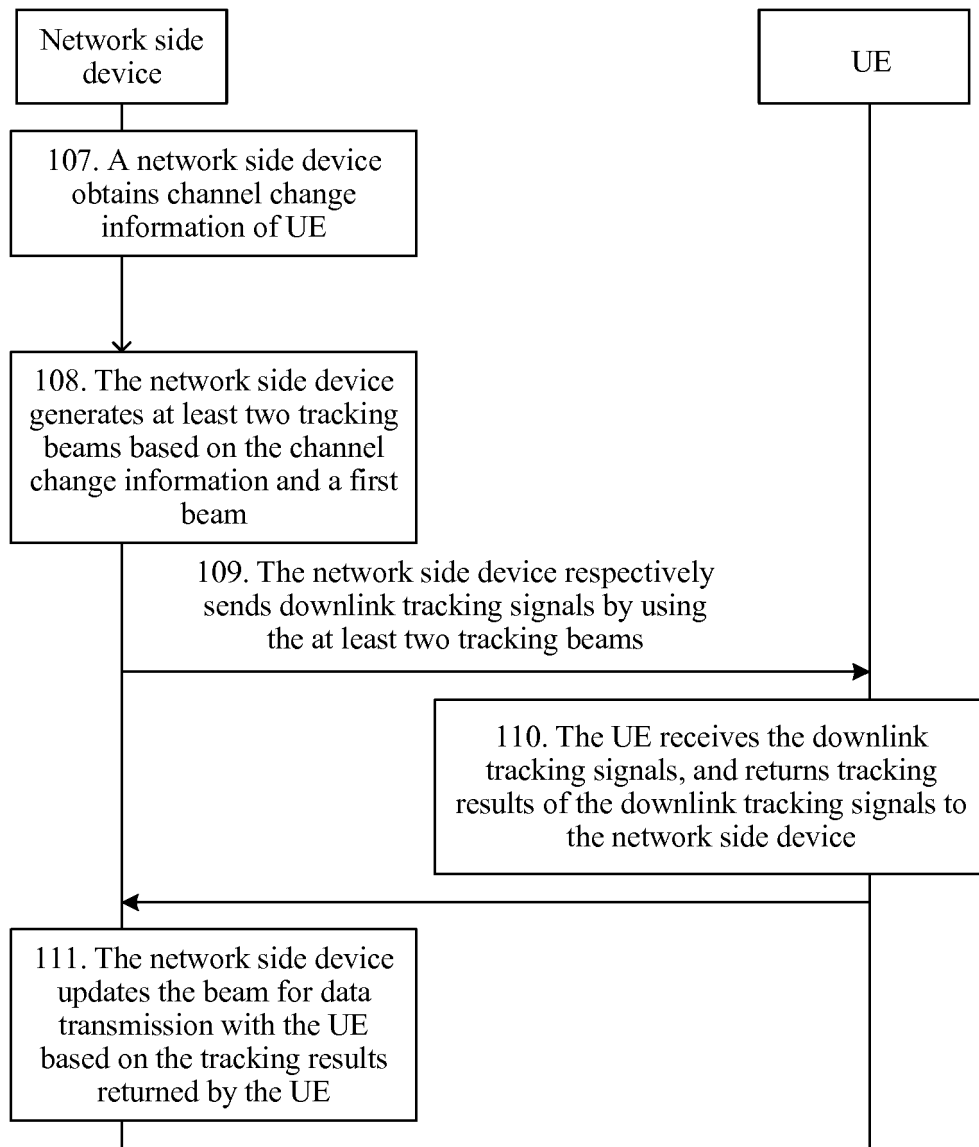 Network side
device
UE
107. A network side device
obtains channel change
information of UE
108. The network side device
generates at least two tracking
beams based on the channel
change information and a first
beam
109. The network side device respectively
sends downlink tracking signals by using
the at least two tracking beams
110. The UE receives the downlink
tracking signals, and returns tracking
results of the downlink tracking signals to
the network side device
111. The network side device
updates the beam for data
transmission with the UE
based on the tracking results
returned by the UE